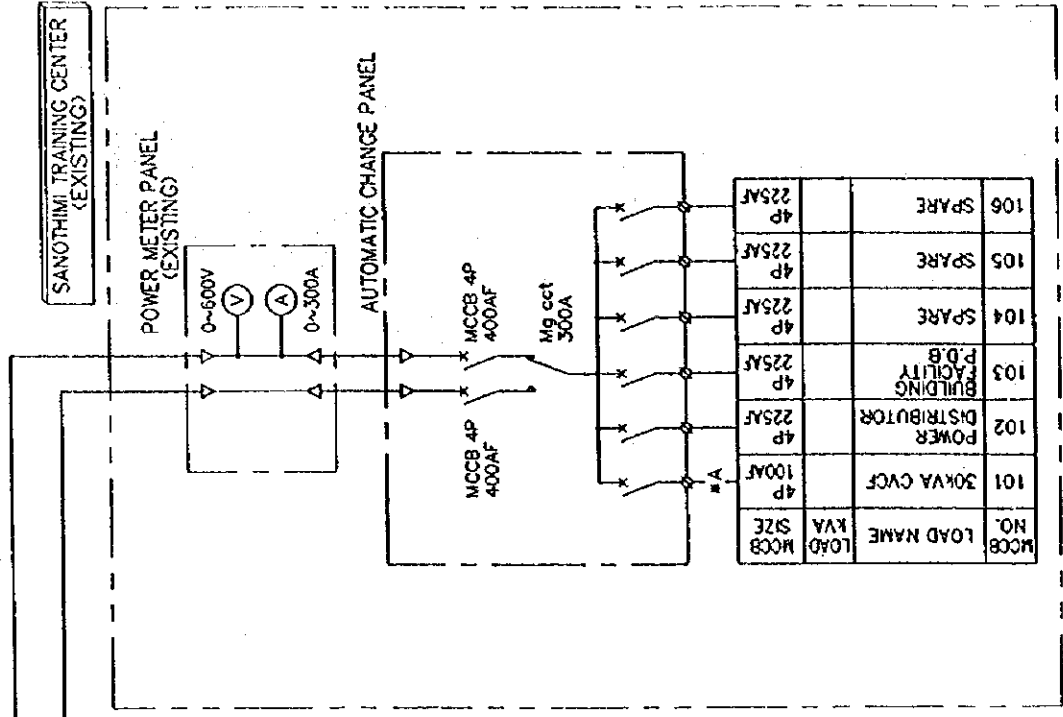 SANOTHIMI TRAINING CENTER
(EXISTING)
POWER METER PANEL
(EXISTING)
0~600V
V
A
0~300A
AUTOMATIC CHANGE PANEL
MCCB 4P
400AF
MCCB 4P
400AF
Mg cct
300A
*A
MCCB NO.
LOAD NAME
LOAD KVA
MCCB SIZE
101
30kVA CVCF
4P
100AF
102
POWER
DISTRIBUTOR
4P
225AF
103
BUILDING
FACILITY
P.D.B
4P
225AF
104
SPARE
4P
225AF
105
SPARE
4P
225AF
106
SPARE
4P
225AF